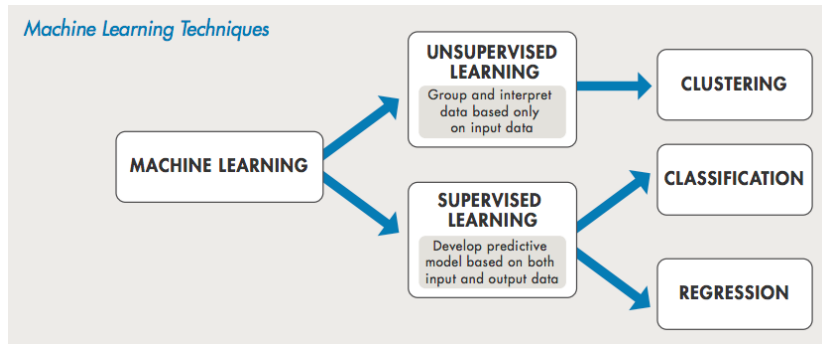 Machine Learning Techniques
MACHINE LEARNING
UNSUPERVISED
LEARNING
Group and interpret
data based only
on input data
CLUSTERING
SUPERVISED
LEARNING
Develop predictive
model based on both
input and output data
CLASSIFICATION
REGRESSION